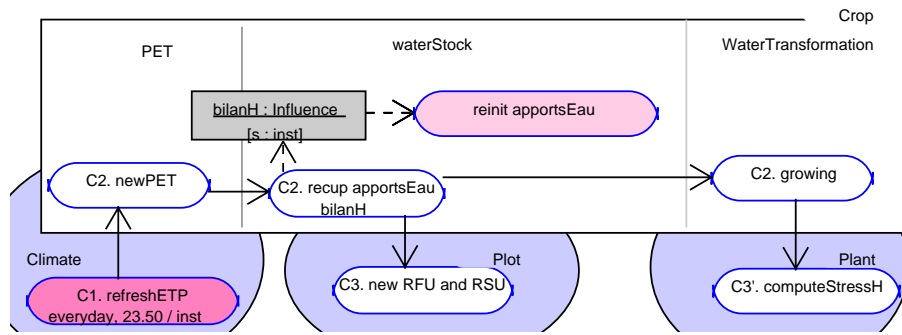 Crop
PET
waterStock
WaterTransformation
bilanH : Influence
[s : inst]
reinit apportsEau
C2. newPET
C2. recup apportsEau
bilanH
C2. growing
Climate
Plot
Plant
C1. refreshETP
everyday, 23.50 / inst
C3. new RFU and RSU
C3'. computeStressH